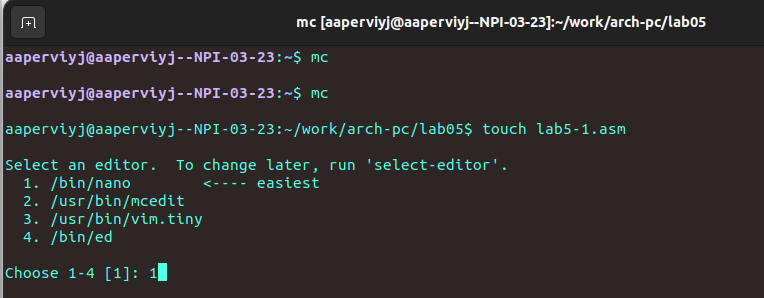 mc [aaperviyj@aaperviyj--NPI-03-23]:~/work/arch-pc/lab05
aaperviyj@aaperviyj--NPI-03-23:~$ mc
aaperviyj@aaperviyj--NPI-03-23:~$ mc
aaperviyj@aaperviyj--NPI-03-23:~/work/arch-pc/lab05$ touch lab5-1.asm
Select an editor.  To change later, run 'select-editor'.
  1. /bin/nano        <---- easiest
  2. /usr/bin/mcedit
  3. /usr/bin/vim.tiny
  4. /bin/ed
Choose 1-4 [1]: 1